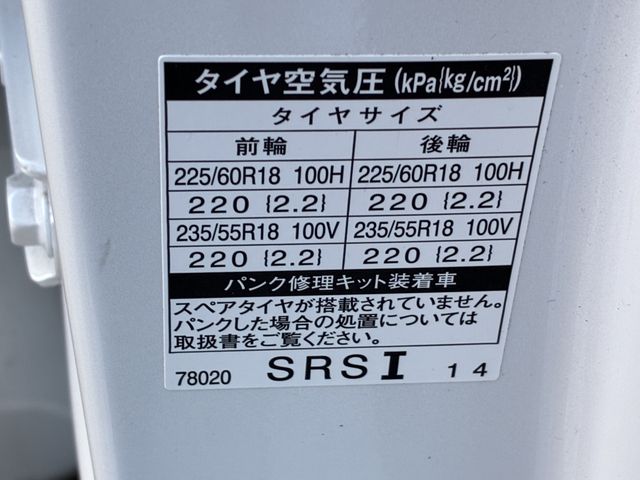 タイヤ空気圧(kPa{kg/cm²})
タイヤサイズ
前輪 後輪
225/60R18 100H 225/60R18 100H
220 {2.2} 220 {2.2}
235/55R18 100V 235/55R18 100V
220 {2.2} 220 {2.2}
パンク修理キット装着車
スペアタイヤが搭載されていません。
パンクした場合の処置については
取扱書をご覧ください。
78020 SRS I 14